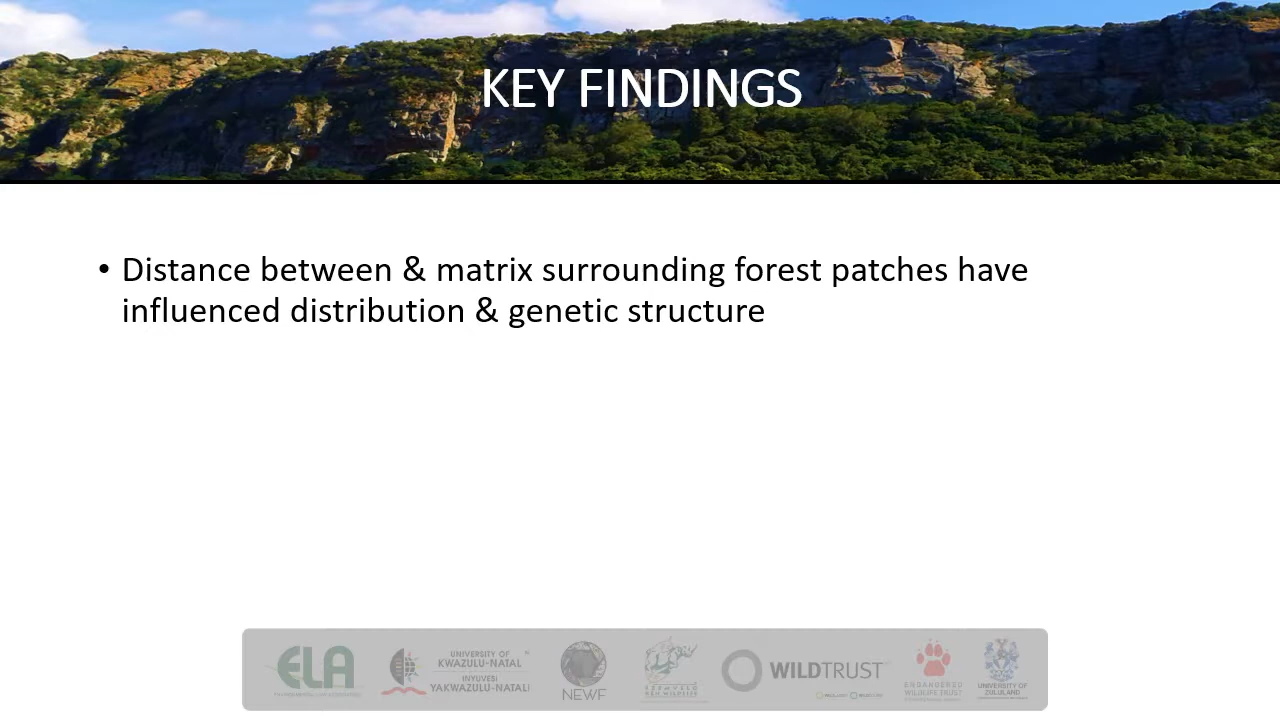 KEY FINDINGS
• Distance between & matrix surrounding forest patches have
influenced distribution & genetic structure
ELA
UNIVERSITY OF
KWAZULU-NATAL
INYUVESI
YAKWAZULU-NATALI
NEWF
WILDTRUST
ENDANGERED
WILDLIFE TRUST
UNIVERSITY OF
ZULULAND